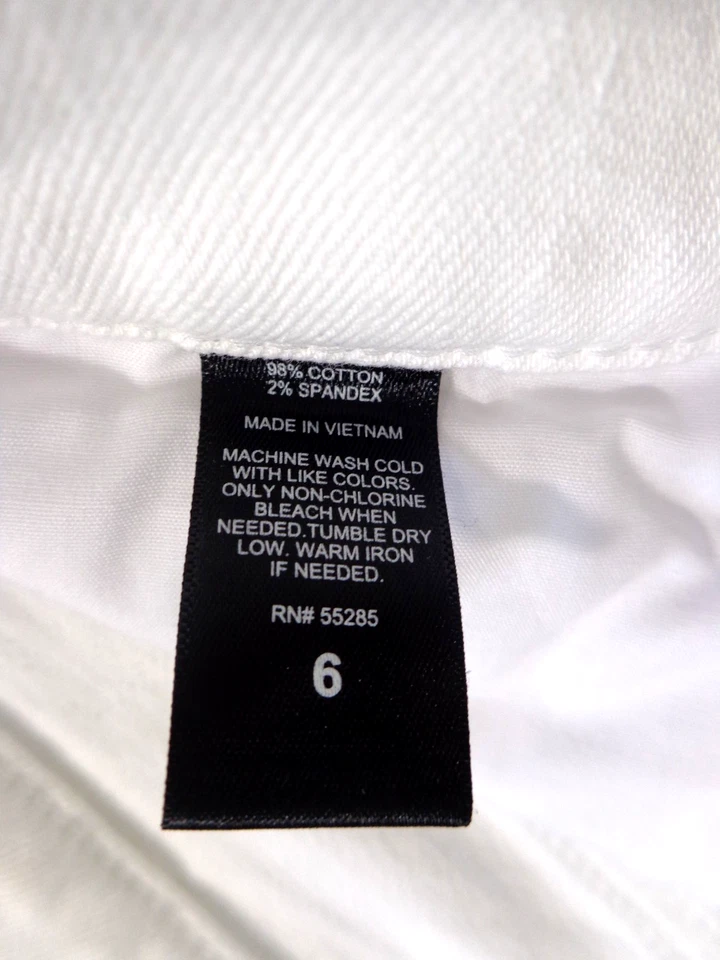 98% COTTON
2% SPANDEX
MADE IN VIETNAM
MACHINE WASH COLD
WITH LIKE COLORS.
ONLY NON-CHLORINE
BLEACH WHEN
NEEDED.TUMBLE DRY
LOW. WARM IRON
IF NEEDED.
RN# 55285
6